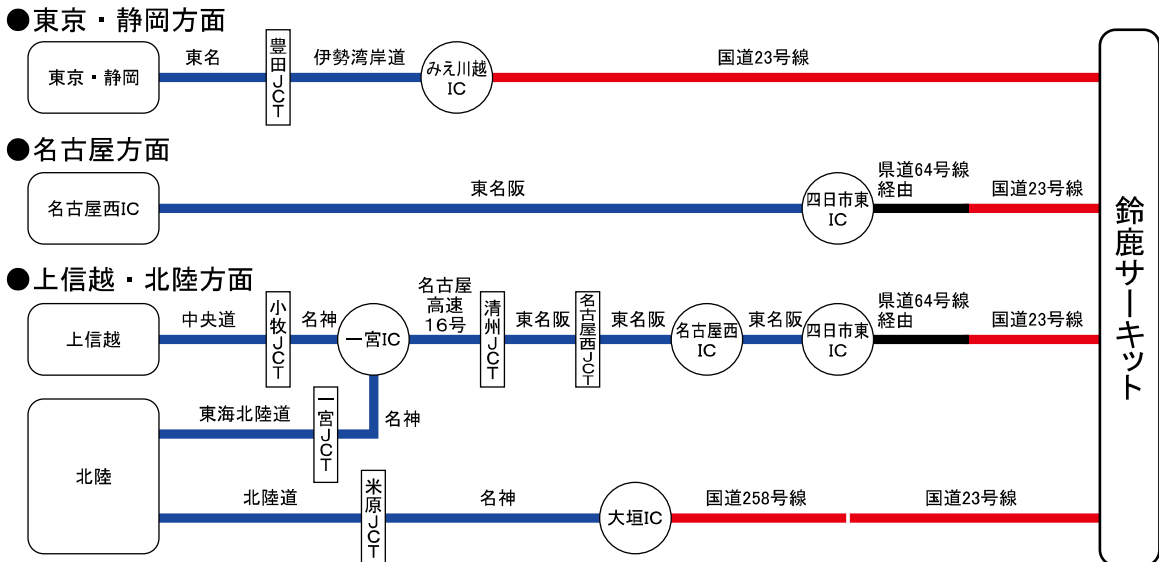 ●東京・静岡方面
東京・静岡
東名
豊田JCT
伊勢湾岸道
みえ川越
IC
国道23号線
●名古屋方面
名古屋西IC
東名阪
四日市東
IC
県道64号線
経由
国道23号線
●上信越・北陸方面
上信越
中央道
小牧JCT
名神
一宮IC
名古屋
高速
16号
清州JCT
東名阪
名古屋西JCT
東名阪
名古屋西
IC
東名阪
四日市東
IC
県道64号線
経由
国道23号線
北陸
東海北陸道
一宮JCT
名神
北陸道
米原JCT
名神
大垣IC
国道258号線
国道23号線
鈴鹿サーキット